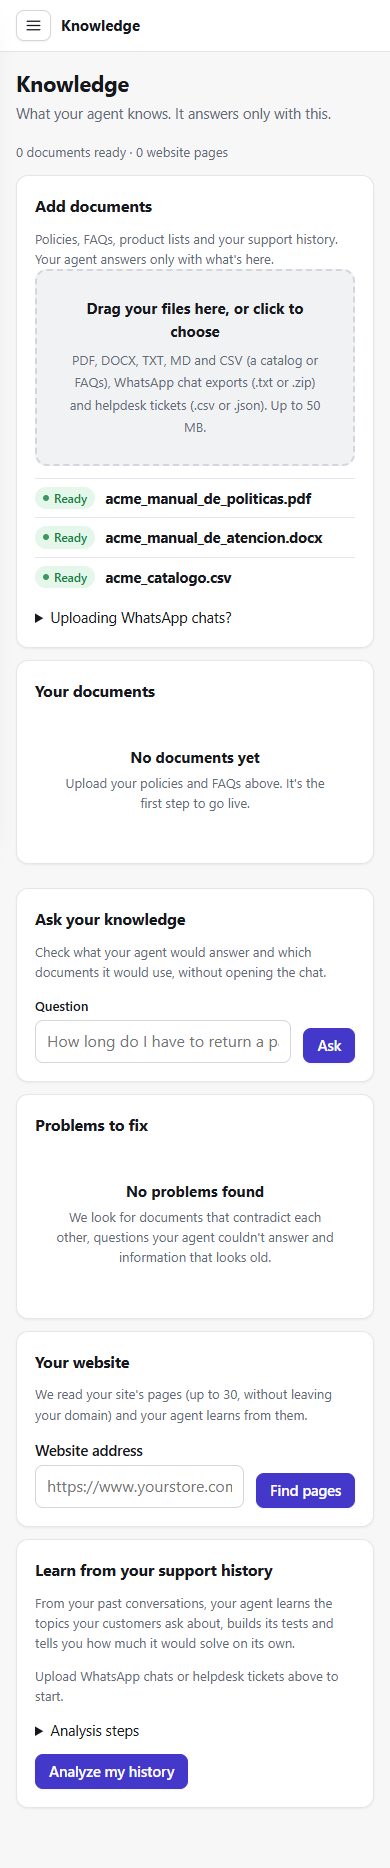 Knowledge
Knowledge
What your agent knows. It answers only with this.
0 documents ready · 0 website pages
Add documents
Policies, FAQs, product lists and your support history.
Your agent answers only with what's here.
Drag your files here, or click to
choose
PDF, DOCX, TXT, MD and CSV (a catalog or
FAQs), WhatsApp chat exports (.txt or .zip)
and helpdesk tickets (.csv or .json). Up to 50
MB.
Ready acme_manual_de_politicas.pdf
Ready acme_manual_de_atencion.docx
Ready acme_catalogo.csv
Uploading WhatsApp chats?
Your documents
No documents yet
Upload your policies and FAQs above. It's the
first step to go live.
Ask your knowledge
Check what your agent would answer and which
documents it would use, without opening the chat.
Question
How long do I have to return a p
Ask
Problems to fix
No problems found
We look for documents that contradict each
other, questions your agent couldn't answer and
information that looks old.
Your website
We read your site's pages (up to 30, without leaving
your domain) and your agent learns from them.
Website address
https://www.yourstore.con
Find pages
Learn from your support history
From your past conversations, your agent learns the
topics your customers ask about, builds its tests and
tells you how much it would solve on its own.
Upload WhatsApp chats or helpdesk tickets above to
start.
Analysis steps
Analyze my history